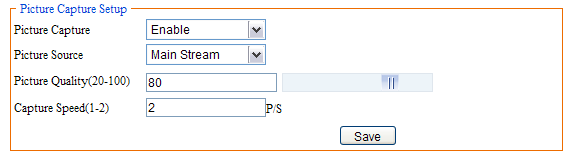 Picture Capture Setup
Picture Capture Enable
Picture Source Main Stream
Picture Quality(20-100) 80
Capture Speed(1-2) 2 P/S
Save